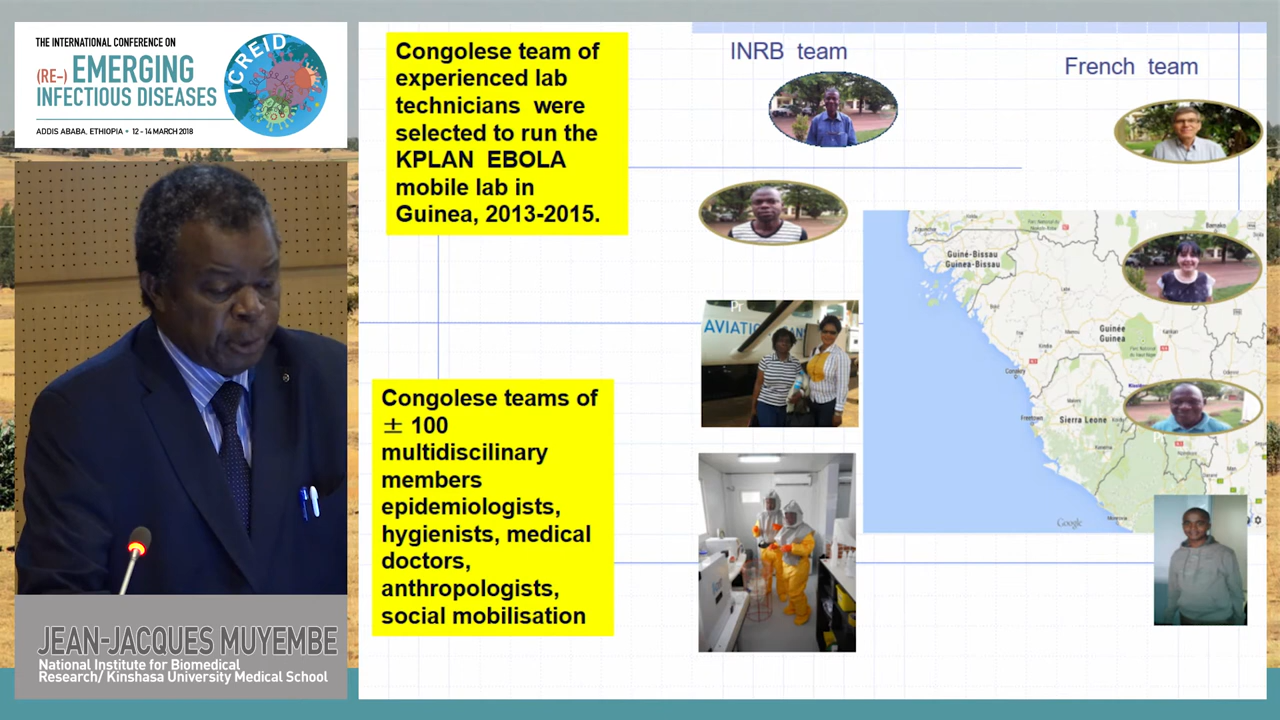 THE INTERNATIONAL CONFERENCE ON
(RE-) EMERGING
INFECTIOUS DISEASES
ADDIS ABABA, ETHIOPIA • 12 - 14 MARCH 2018
ICREID
JEAN-JACQUES MUYEMBE
National Institute for Biomedical
Research/ Kinshasa University Medical School
Congolese team of
experienced lab
technicians were
selected to run the
KPLAN EBOLA
mobile lab in
Guinea, 2013-2015.
Congolese teams of
± 100
multidiscilinary
members
epidemiologists,
hygienists, medical
doctors,
anthropologists,
social mobilisation
INRB team
French team
Pr
AVIATIO
Guiné-Bissau
Guinea-Bissau
Bamako
Guinée
Guinea
Conakry
Freetown
Sierra Leone
Monrovia
Google